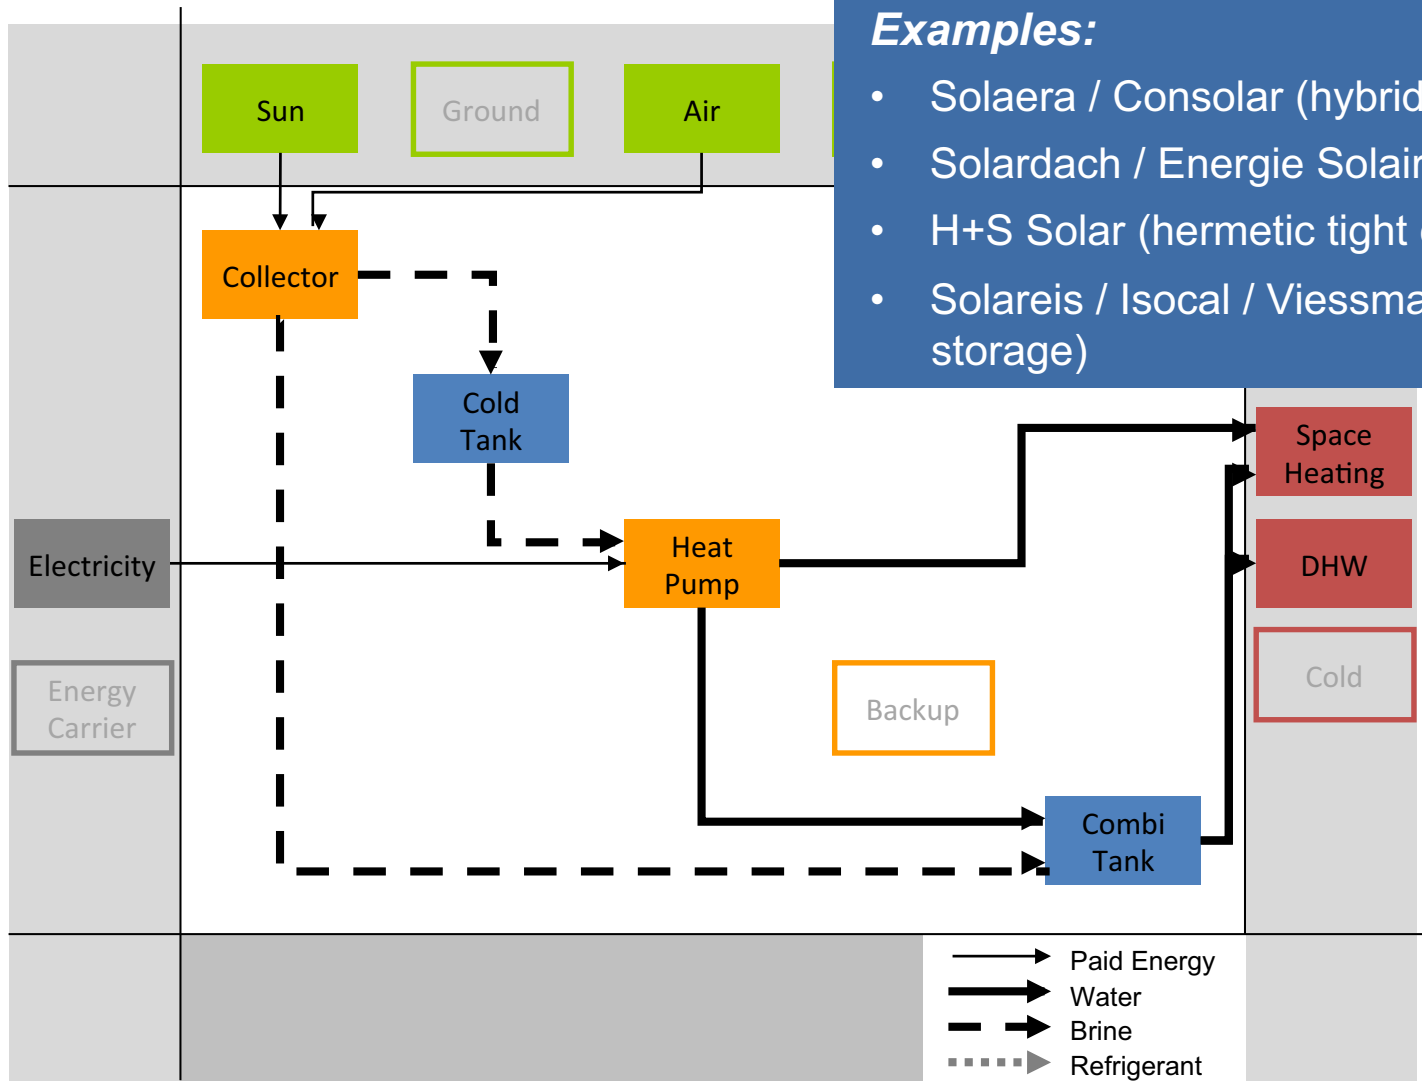 Examples:
• Solaera / Consolar (hybrid
• Solardach / Energie Solair
• H+S Solar (hermetic tight
• Solareis / Isocal / Viessma
storage)
Sun
Ground
Air
Collector
Cold
Tank
Space
Heating
Electricity
Heat
Pump
DHW
Energy
Carrier
Backup
Cold
Combi
Tank
Paid Energy
Water
Brine
Refrigerant